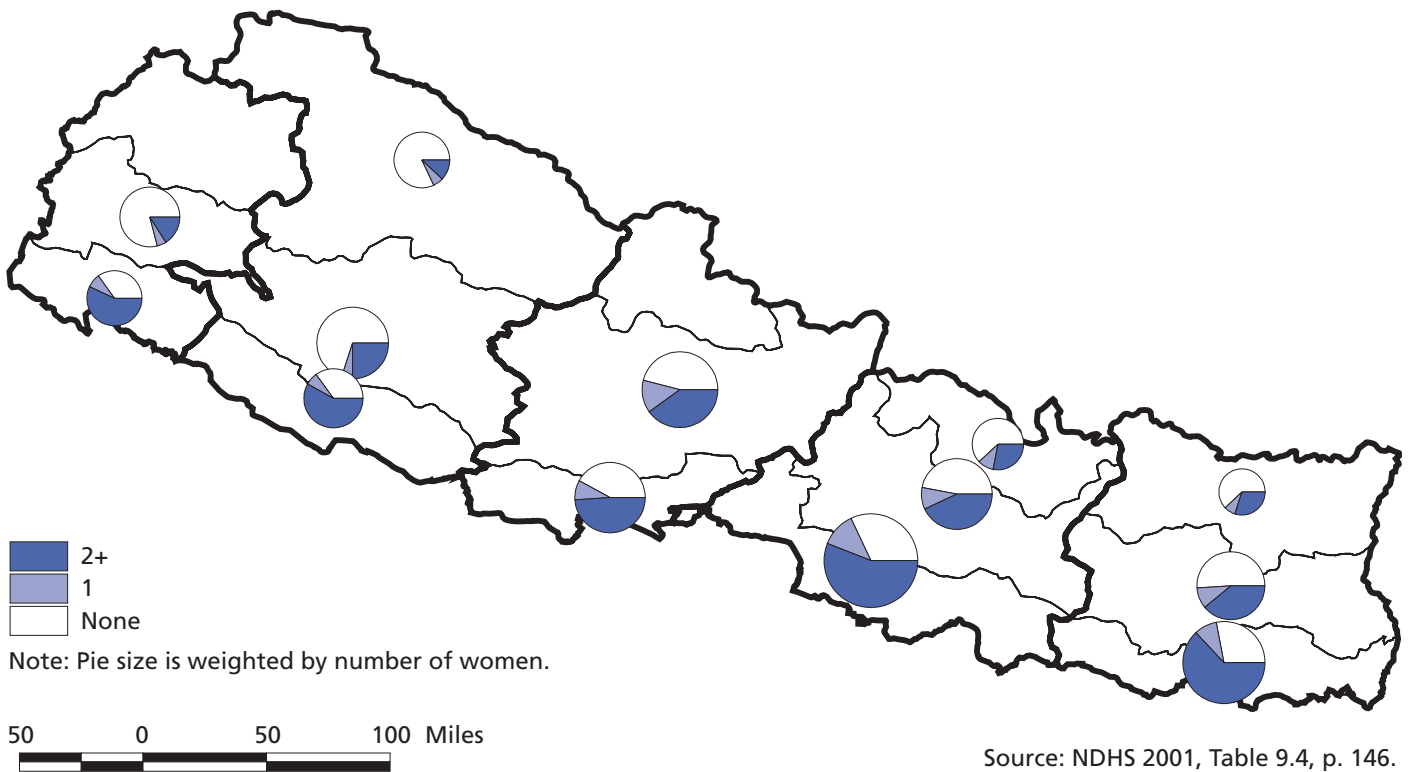 2+
1
None
Note: Pie size is weighted by number of women.
50 0 50 100 Miles
Source: NDHS 2001, Table 9.4, p. 146.